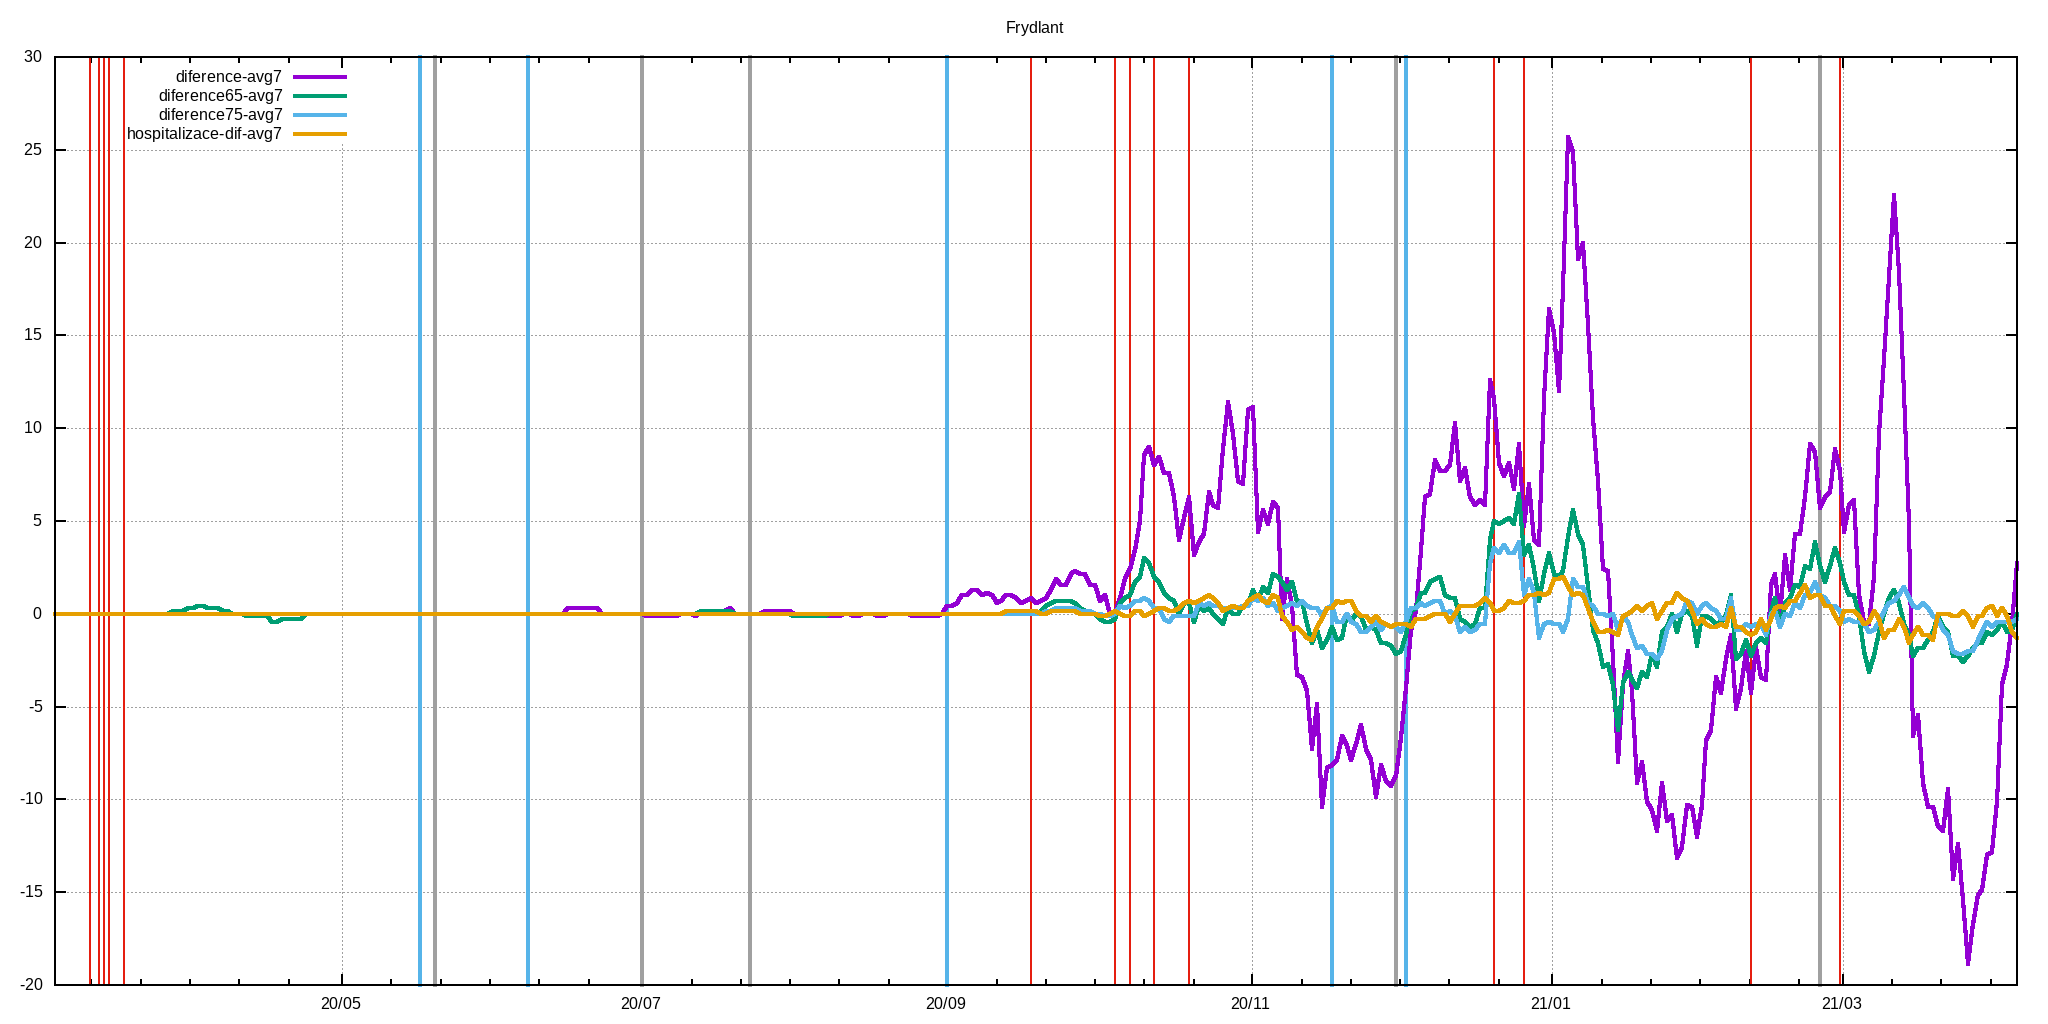 Frydlant
30
diference-avg7
diference65-avg7
diference75-avg7
hospitalizace-dif-avg7
25
20
15
10
5
0
-5
-10
-15
-20
20/05 20/07 20/09 20/11 21/01 21/03